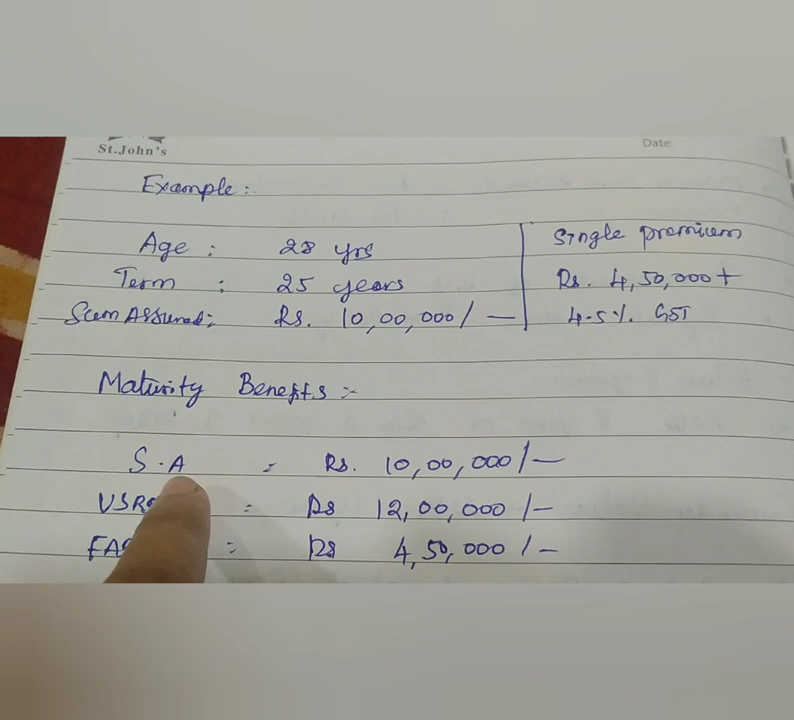 St.John's
Date:
Example :
Age : 28 yrs
Single premium
Term : 25 years
Rs. 4,50,000 +
Sum Assured : Rs. 10,00,000/-
4.5%. GST
Maturity Benefits :-
S.A = Rs. 10,00,000/-
= Rs 12,00,000/-
= Rs 4,50,000/-